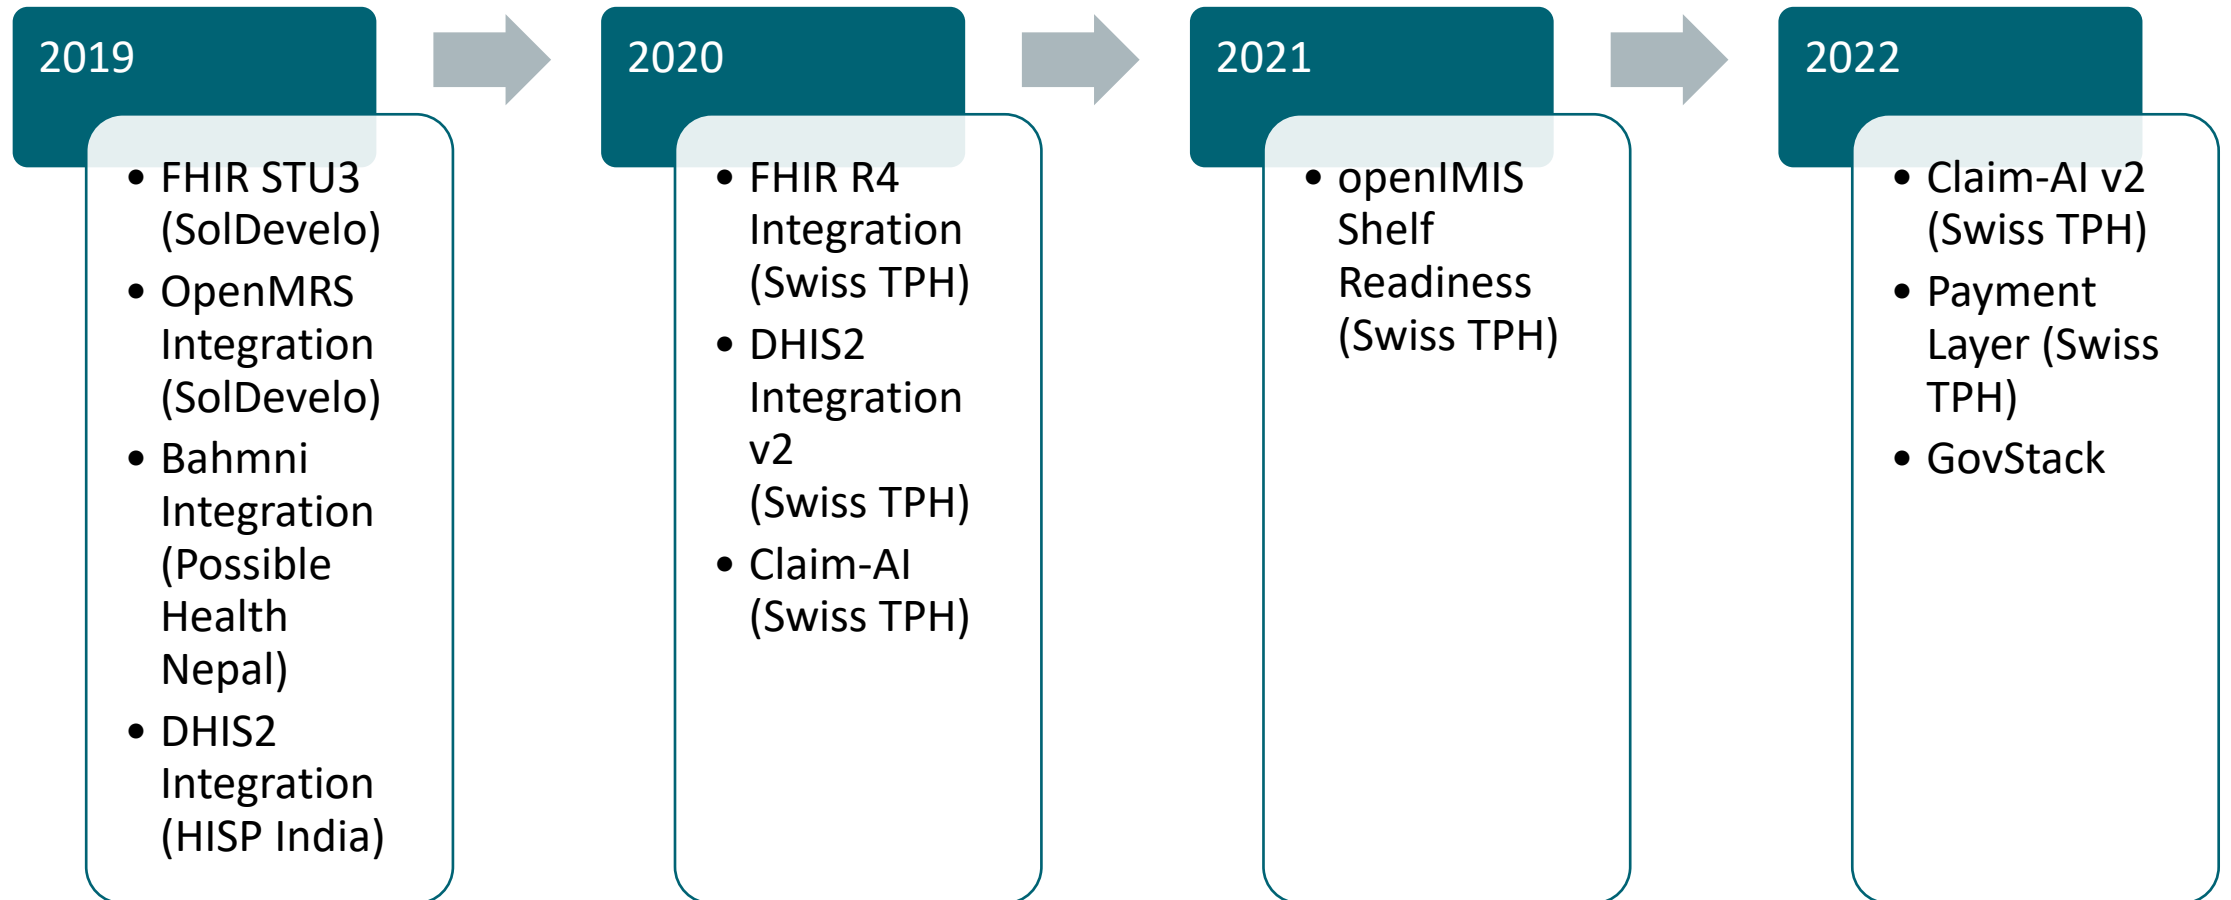 2019
• FHIR STU3
(SolDevelo)
• OpenMRS
Integration
(SolDevelo)
• Bahmni
Integration
(Possible
Health
Nepal)
• DHIS2
Integration
(HISP India)
2020
• FHIR R4
Integration
(Swiss TPH)
• DHIS2
Integration
v2
(Swiss TPH)
• Claim-AI
(Swiss TPH)
2021
• openIMIS
Shelf
Readiness
(Swiss TPH)
2022
• Claim-AI v2
(Swiss TPH)
• Payment
Layer (Swiss
TPH)
• GovStack